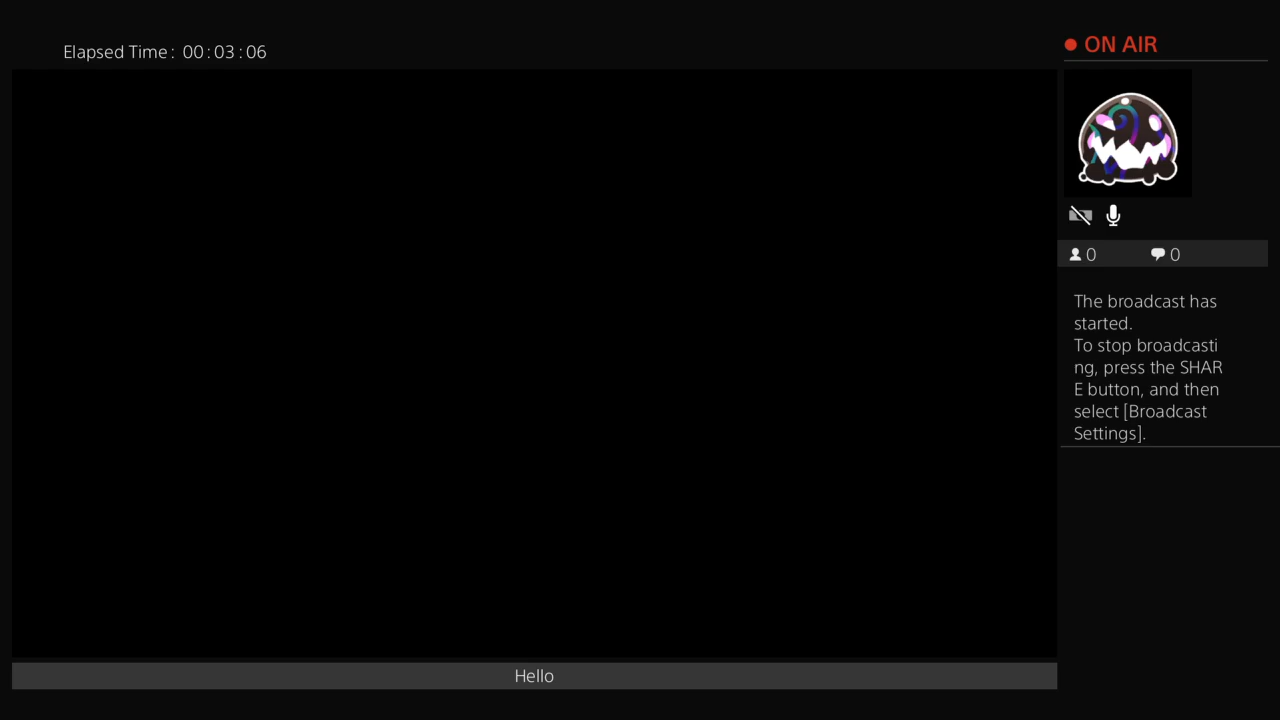 Elapsed Time: 00:03:06
ON AIR
0 0
The broadcast has
started.
To stop broadcasti
ng, press the SHAR
E button, and then
select [Broadcast
Settings].
Hello